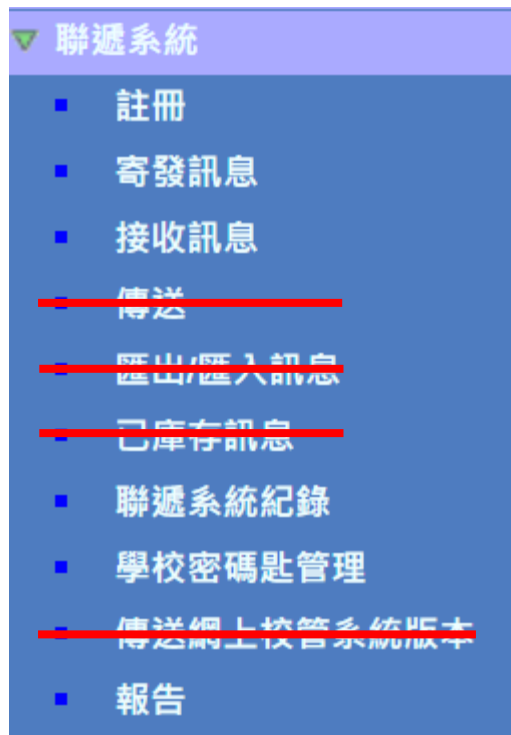 聯遞系統
註冊
寄發訊息
接收訊息
傳送
匯出/匯入訊息
已庫存訊息
聯遞系統紀錄
學校密碼匙管理
傳送網上校管系統版本
報告